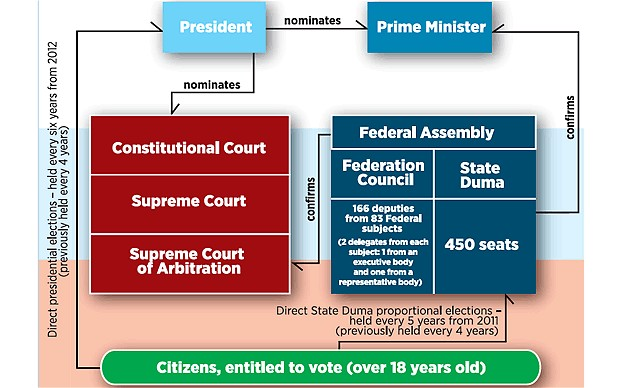 President
nominates
Prime Minister
nominates
confirms
Direct presidential elections – held every six years from 2012
(previously held every 4 years)
Constitutional Court
Supreme Court
Supreme Court
of Arbitration
confirms
Federal Assembly
Federation
Council
State
Duma
166 deputies
from 83 Federal
subjects
(2 delegates from each
subject: 1 from an
executive body
and one from a
representative body)
450 seats
Direct State Duma proportional elections –
held every 5 years from 2011
(previously held every 4 years)
Citizens, entitled to vote (over 18 years old)